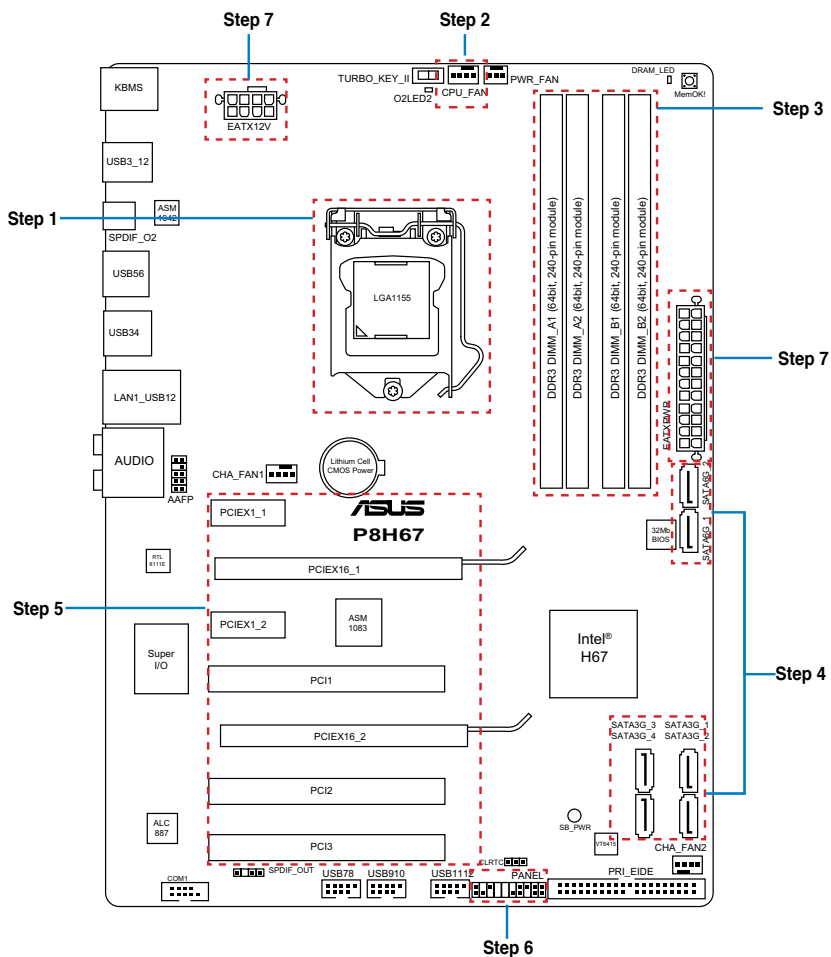 Step 2
Step 7
KBMS
TURBO_KEY_II
O2LED2
CPU_FAN
PWR_FAN
DRAM_LED
MemOK!
EATX12V
Step 3
USB3_12
ASM
1042
SPDIF_O2
Step 1
USB56
USB34
LAN1_USB12
AUDIO
AAFP
LGA1155
DDR3 DIMM_A1 (64bit, 240-pin module)
DDR3 DIMM_A2 (64bit, 240-pin module)
DDR3 DIMM_B1 (64bit, 240-pin module)
DDR3 DIMM_B2 (64bit, 240-pin module)
EATXPWR
Step 7
CHA_FAN1
Lithium Cell
CMOS Power
SATA6G_2
SATA6G_1
32Mb
BIOS
PCIEX1_1
ASUS
P8H67
RTL
8111E
PCIEX16_1
Step 5
PCIEX1_2
ASM
1083
Super
I/O
Intel®
H67
PCI1
Step 4
PCIEX16_2
SATA3G_3 SATA3G_1
SATA3G_4 SATA3G_2
PCI2
ALC
887
SB_PWR
VT6415
PCI3
CHA_FAN2
CLRTC
COM1
SPDIF_OUT
USB78
USB910
USB1112
PANEL
PRI_EIDE
Step 6